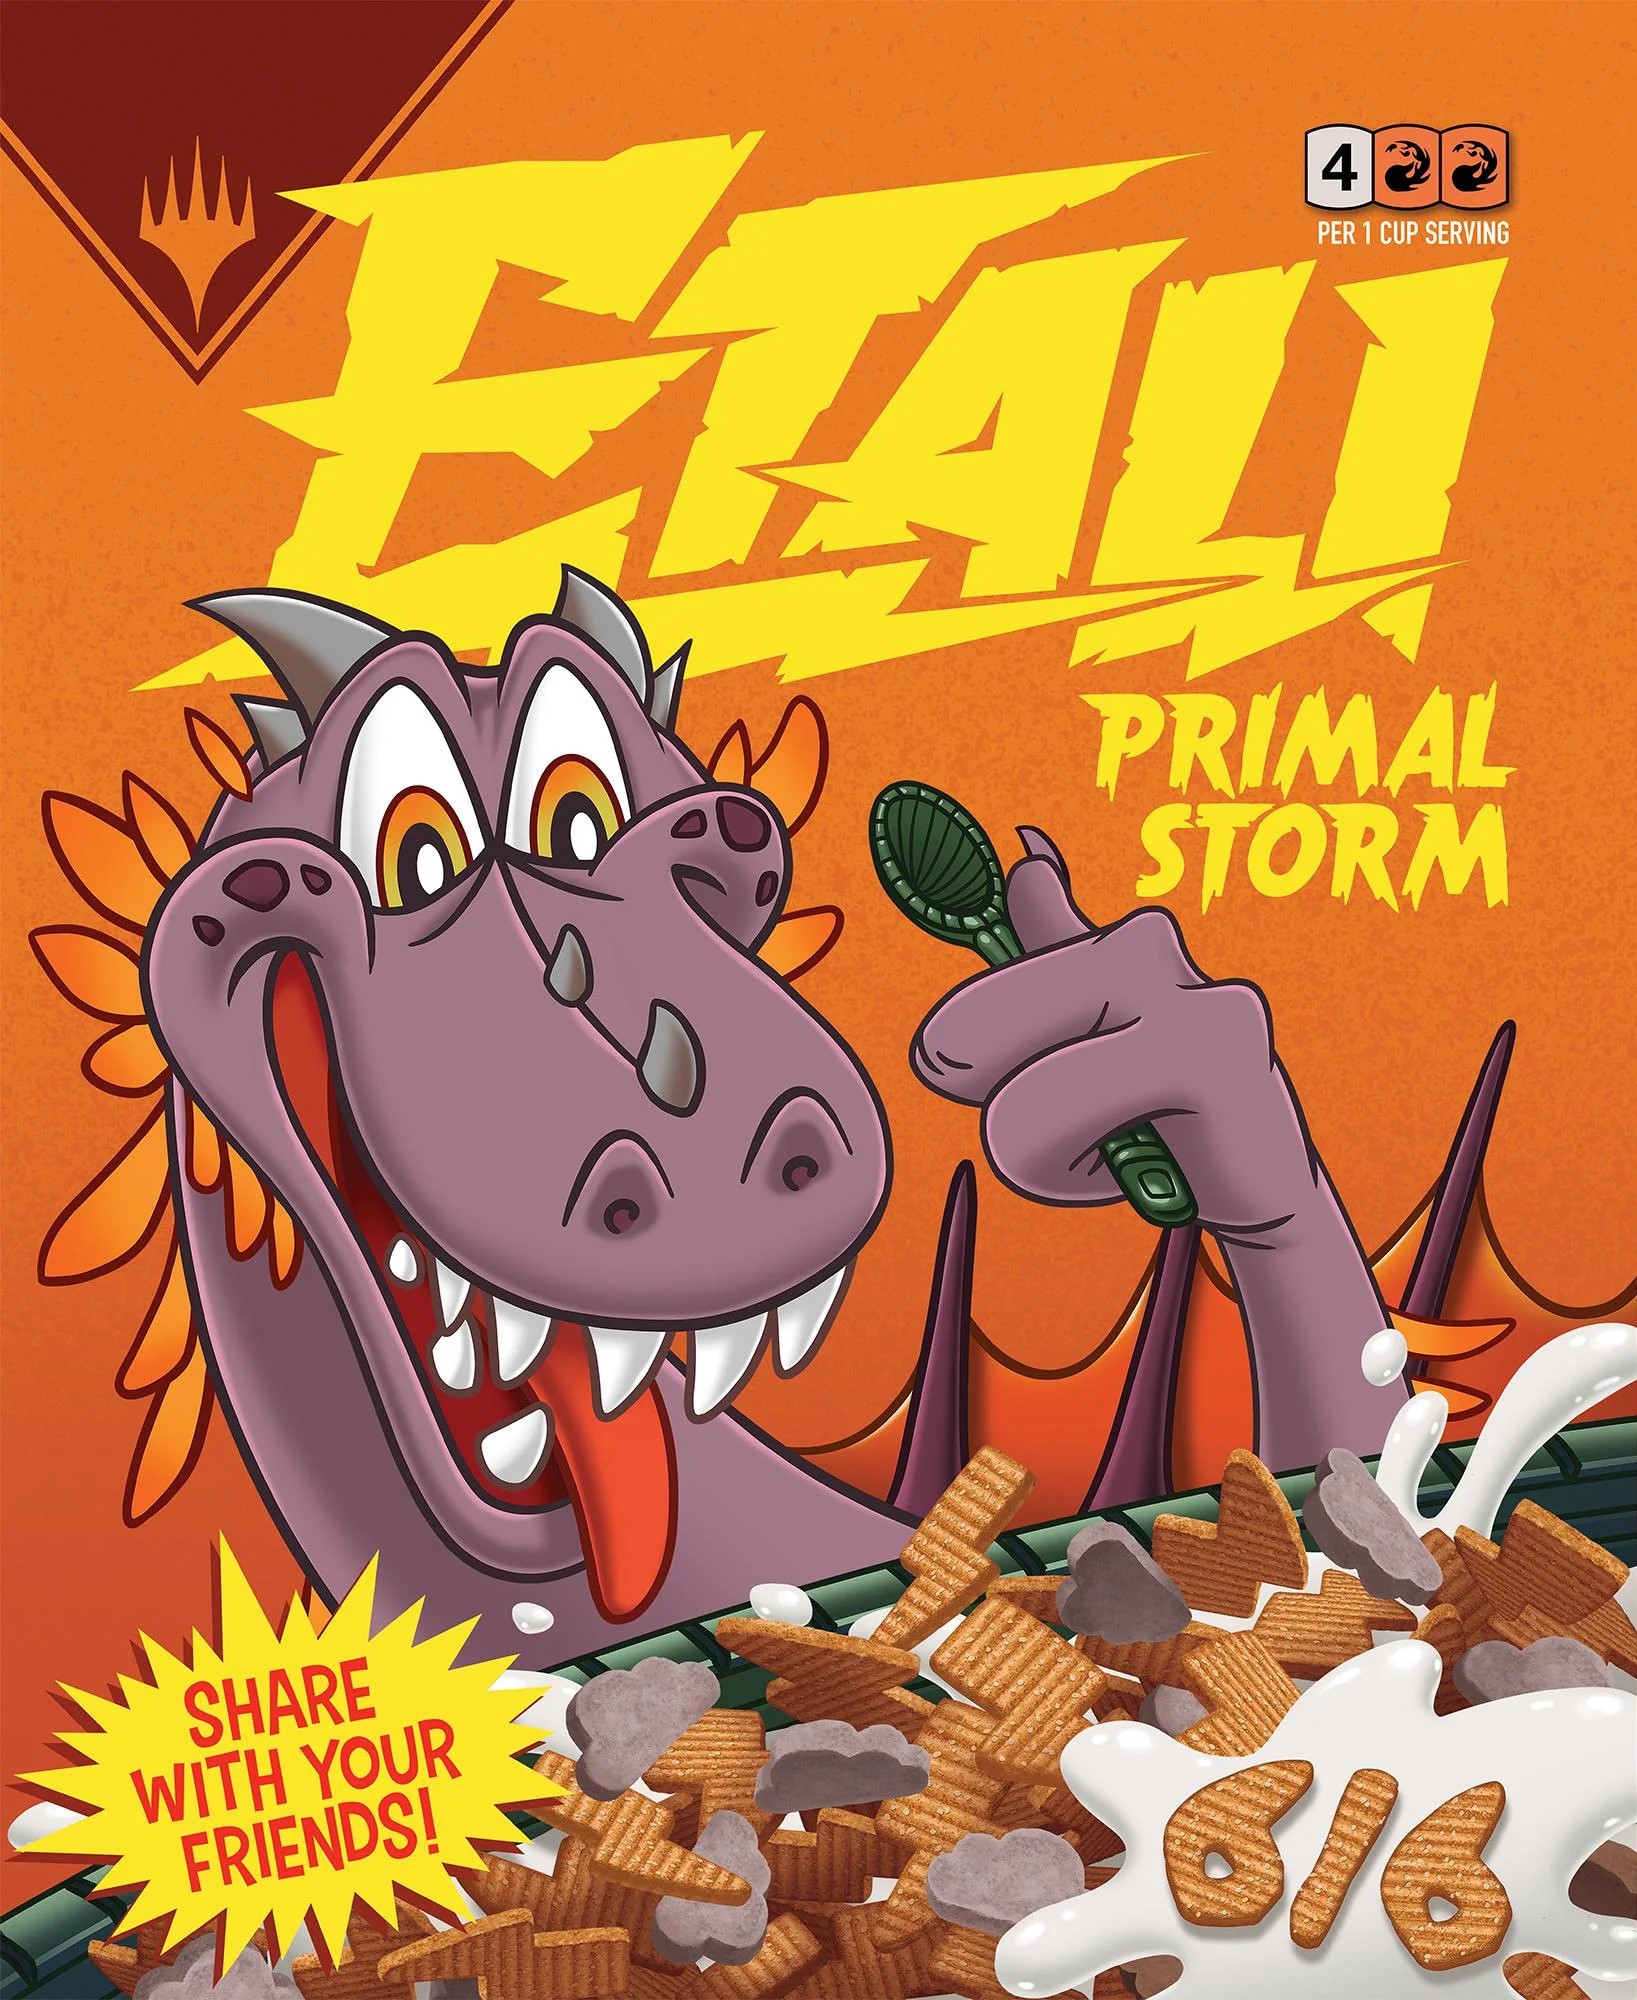 4
PER 1 CUP SERVING
ETALI
PRIMAL
STORM
SHARE
WITH YOUR
FRIENDS!
6/6